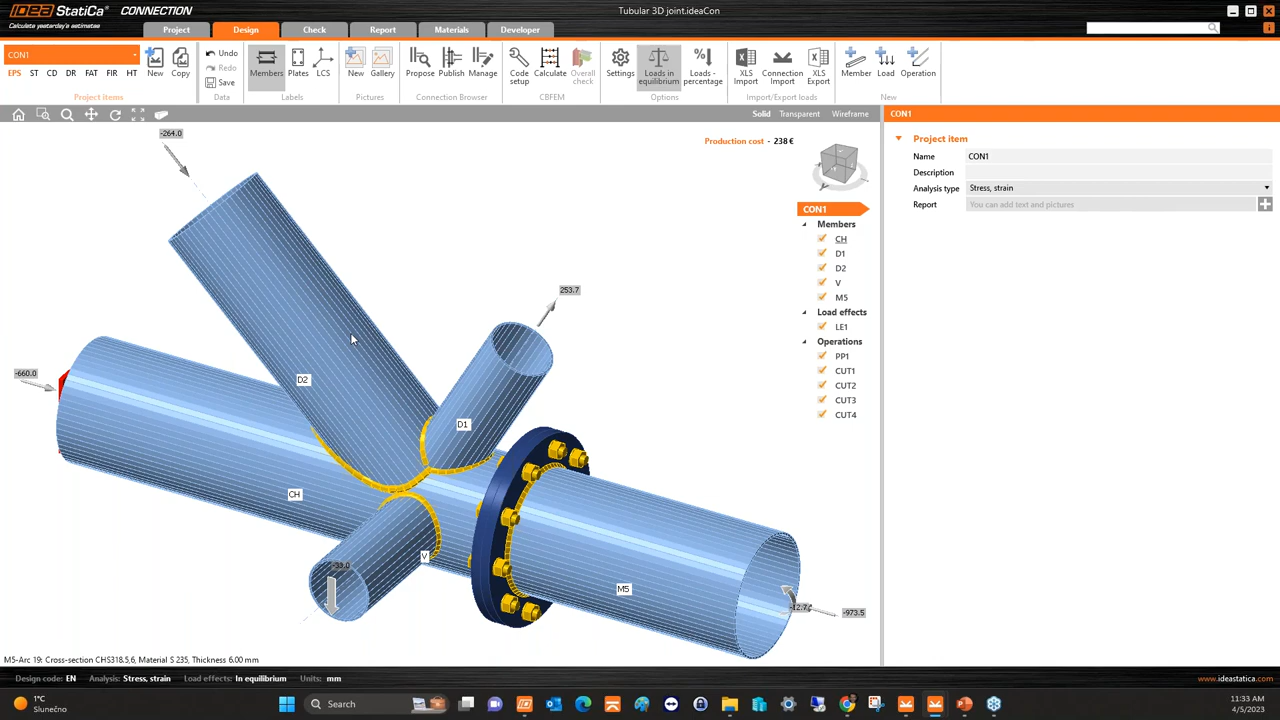 IDEA StatiCa® CONNECTION
Calculate yesterday's estimates
Tubular 3D joint.ideaCon
Project Design Check Report Materials Developer
CON1
EPS ST CD DR FAT FIR HT
Project items
New Copy
Undo
Redo
Save
Data
Members Plates LCS
Labels
New Gallery
Pictures
Propose Publish Manage
Connection Browser
Code setup Calculate Overall check
CBFEM
Settings Loads in equilibrium Loads - percentage
Options
XLS Import Connection Import XLS Export
Import/Export loads
Member Load Operation
New
Solid Transparent Wireframe
Production cost - 238 €
CON1
Members
CH
D1
D2
V
M5
Load effects
LE1
Operations
PP1
CUT1
CUT2
CUT3
CUT4
CON1
Project item
Name CON1
Description
Analysis type Stress, strain
Report You can add text and pictures
-264.0
253.7
-660.0
D2
D1
CH
V
-33.0
M5
-12.7
-973.5
M5-Arc 19: Cross-section CHS318.5,6, Material S 235, Thickness 6.00 mm
Design code: EN Analysis: Stress, strain Load effects: In equilibrium Units: mm
www.ideastatica.com
1°C
Slunečno
Search
11:33 AM
4/5/2023